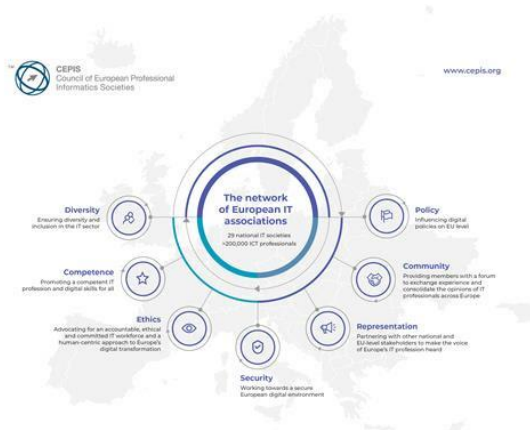 CEPIS
Council of European Professional
Informatics Societies
www.cepis.org
The network
of European IT
associations
29 national IT societies
>200,000 ICT professionals
Diversity
Ensuring diversity and
inclusion in the IT sector
Competence
Promoting a competent IT
profession and digital skills for all
Ethics
Advocating for an accountable, ethical
and committed IT workforce and a
human-centric approach to Europe's
digital transformation
Security
Working towards a secure
European digital environment
Representation
Partnering with other national and
EU-level stakeholders to make the voice
of Europe's IT profession heard
Community
Providing members with a forum
to exchange experience and
consolidate the opinions of IT
professionals across Europe
Policy
Influencing digital
policies on EU level